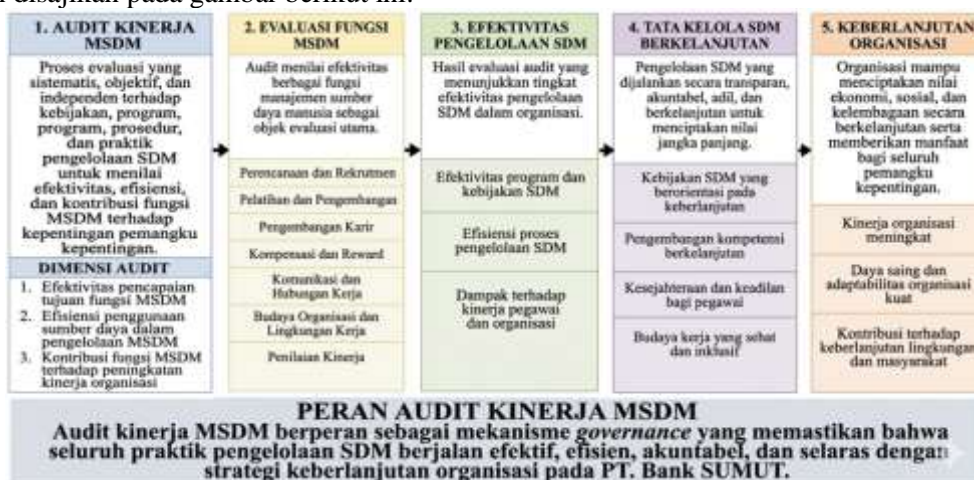 disajikan pada gambar berikut ini.
1. AUDIT KINERJA
MSDM
Proses evaluasi yang
sistematis, objektif, dan
independen terhadap
kebijakan, program,
program, prosedur,
dan praktik
pengelolaan SDM
untuk menilai
efektivitas, efisiensi,
dan kontribusi fungsi
MSDM terhadap
kepentingan pemangku
kepentingan.
DIMENSI AUDIT
1. Efektivitas pencapaian
tujuan fungsi MSDM
2. Efisiensi penggunaan
sumber daya dalam
pengelolaan MSDM
3. Kontribusi fungsi MSDM
terhadap peningkatan
kinerja organisasi
2. EVALUASI FUNGSI
MSDM
Audit menilai efektivitas
berbagai fungsi
manajemen sumber
daya manusia sebagai
objek evaluasi utama.
Perencanaan dan Rekrutmen
Pelatihan dan Pengembangan
Pengembangan Karir
Kompensasi dan Reward
Komunikasi dan
Hubungan Kerja
Budaya Organisasi dan
Lingkungan Kerja
Penilaian Kinerja
3. EFEKTIVITAS
PENGELOLAAN SDM
Hasil evaluasi audit yang
menunjukkan tingkat
efektivitas pengelolaan
SDM dalam organisasi.
Efektivitas program dan
kebijakan SDM
Efisiensi proses
pengelolaan SDM
Dampak terhadap
kinerja pegawai
dan organisasi
4. TATA KELOLA SDM
BERKELANJUTAN
Pengelolaan SDM yang
dijalankan secara transparan,
akuntabel, adil, dan
berkelanjutan untuk
menciptakan nilai
jangka panjang.
Kebijakan SDM yang
berorientasi pada
keberlanjutan
Pengembangan kompetensi
berkelanjutan
Kesejahteraan dan keadilan
bagi pegawai
Budaya kerja yang sehat
dan inklusif
5. KEBERLANJUTAN
ORGANISASI
Organisasi mampu
menciptakan nilai
ekonomi, sosial, dan
kelembagaan secara
berkelanjutan serta
memberikan manfaat
bagi seluruh
pemangku
kepentingan.
Kinerja organisasi
meningkat
Daya saing dan
adaptabilitas organisasi
kuat
Kontribusi terhadap
keberlanjutan lingkungan
dan masyarakat
PERAN AUDIT KINERJA MSDM
Audit kinerja MSDM berperan sebagai mekanisme governance yang memastikan bahwa
seluruh praktik pengelolaan SDM berjalan efektif, efisien, akuntabel, dan selaras dengan
strategi keberlanjutan organisasi pada PT. Bank SUMUT.